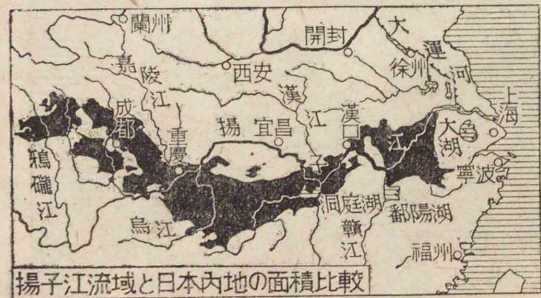 蘭州
開封
大運河
嘉陵江
西安
徐州
漢江
上海
成都
重慶
揚子江
宜昌
漢口
大湖
鴉礲江
寧波
洞庭湖
鄱陽湖
烏江
贛江
福州
揚子江流域と日本内地の面積比較